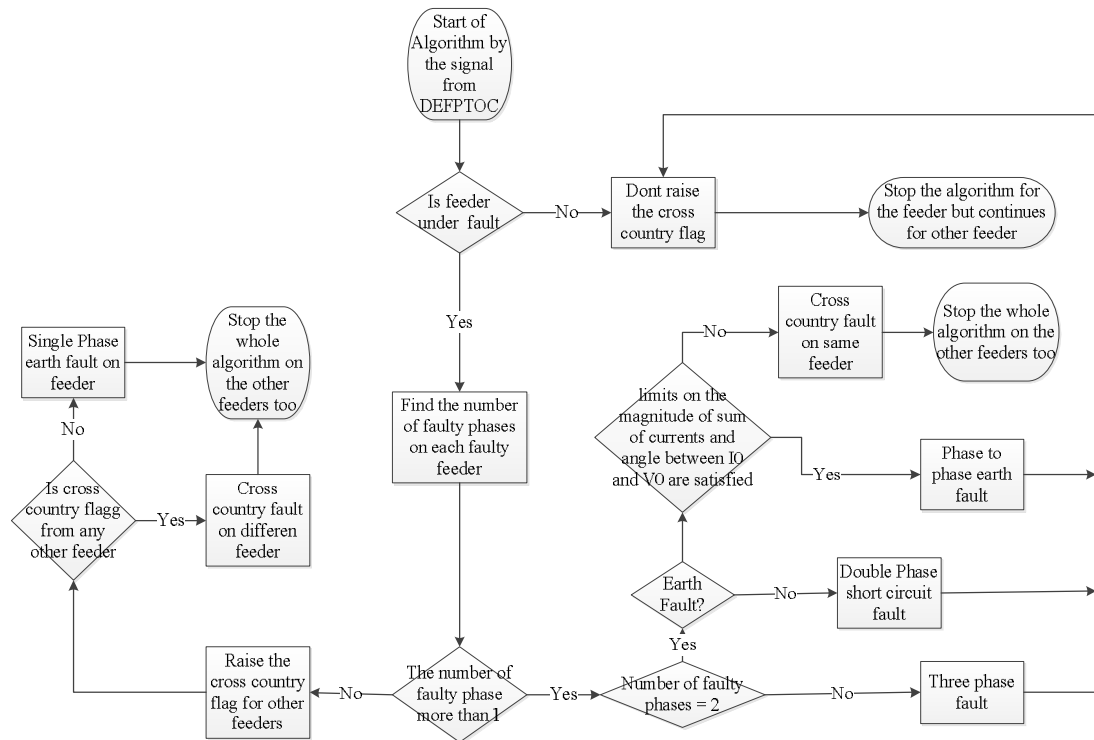 Start of
Algorithm by
the signal
from
DEFPTOC
Is feeder
under fault
No
Dont raise
the cross
country flag
Stop the algorithm for
the feeder but continues
for other feeder
Yes
Cross
country fault
on same
feeder
Stop the whole
algorithm on the
other feeders too
No
Single Phase
earth fault on
feeder
Stop the
whole
algorithm on
the other
feeders too
Find the number
of faulty phases
on each faulty
feeder
limits on the
magnitude of sum
of currents and
angle between I0
and V0 are satisfied
Yes
Phase to
phase earth
fault
No
Is cross
country flagg
from any
other feeder
Yes
Cross
country fault
on differen
feeder
Earth
Fault?
No
Double Phase
short circuit
fault
Yes
Raise the
cross country
flag for other
feeders
No
The number of
faulty phase
more than 1
Yes
Number of faulty
phases = 2
No
Three phase
fault